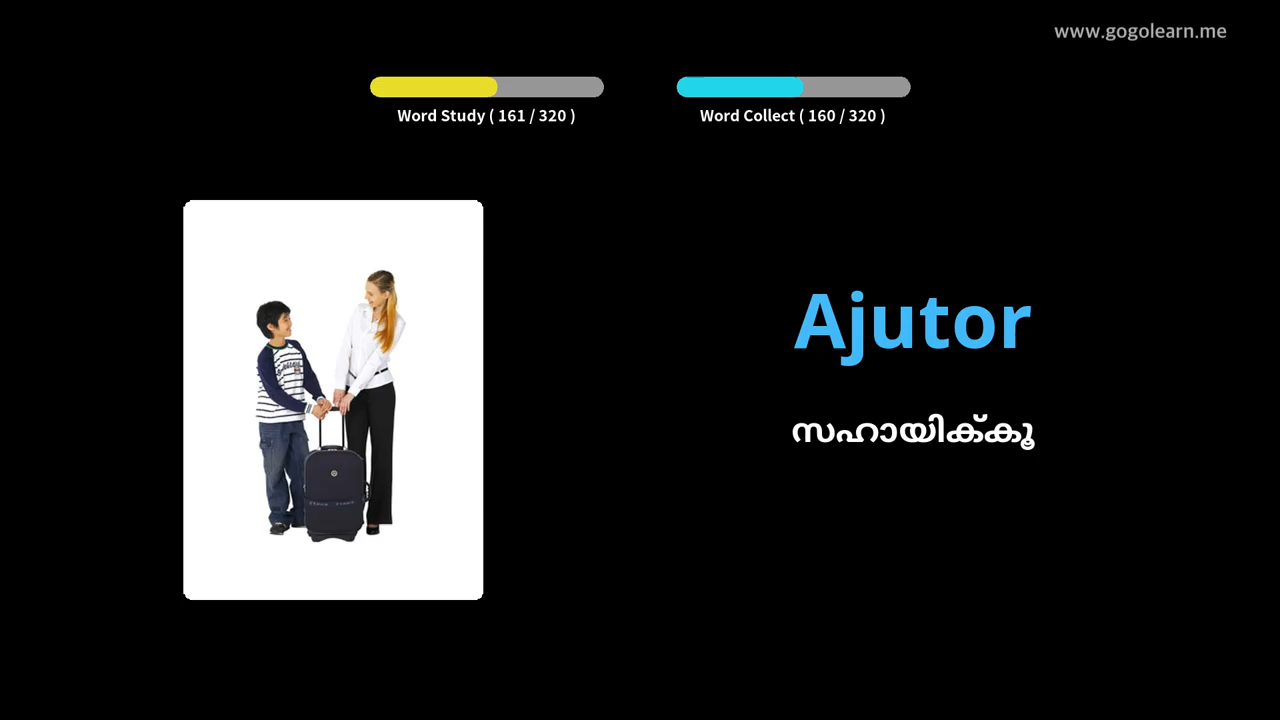 www.gogolearn.me
Word Study ( 161 / 320 )
Word Collect ( 160 / 320 )
Ajutor
സഹായിക്കൂ